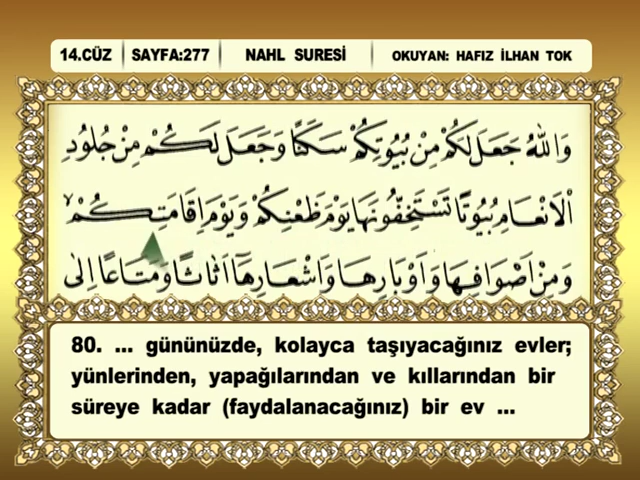 14.CÜZ SAYFA:277 NAHL SURESİ OKUYAN: HAFIZ İLHAN TOK
وَاللّٰهُ جَعَلَ لَكُمْ مِنْ بُيُوتِكُمْ سَكَنًا وَجَعَلَ لَكُمْ مِنْ جُلُودِ
الْاَنْعَامِ بُيُوتًا تَسْتَخِفُّونَهَا يَوْمَ ظَعْنِكُمْ وَيَوْمَ اِقَامَتِكُمْۙ
وَمِنْ اَصْوَافِهَا وَاَوْبَارِهَا وَاَشْعَارِهَٓا اَثَاثًا وَمَتَاعًا اِلٰى
80. ... gününüzde, kolayca taşıyacağınız evler;
yünlerinden, yapağılarından ve kıllarından bir
süreye kadar (faydalanacağınız) bir ev ...